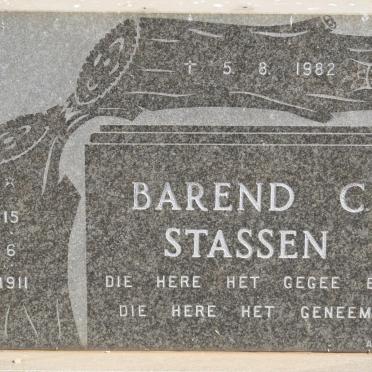 ✝ 5. 8. 1982
☆
15
6
1911
BAREND C
STASSEN
DIE HERE HET GEGEE E
DIE HERE HET GENEEM